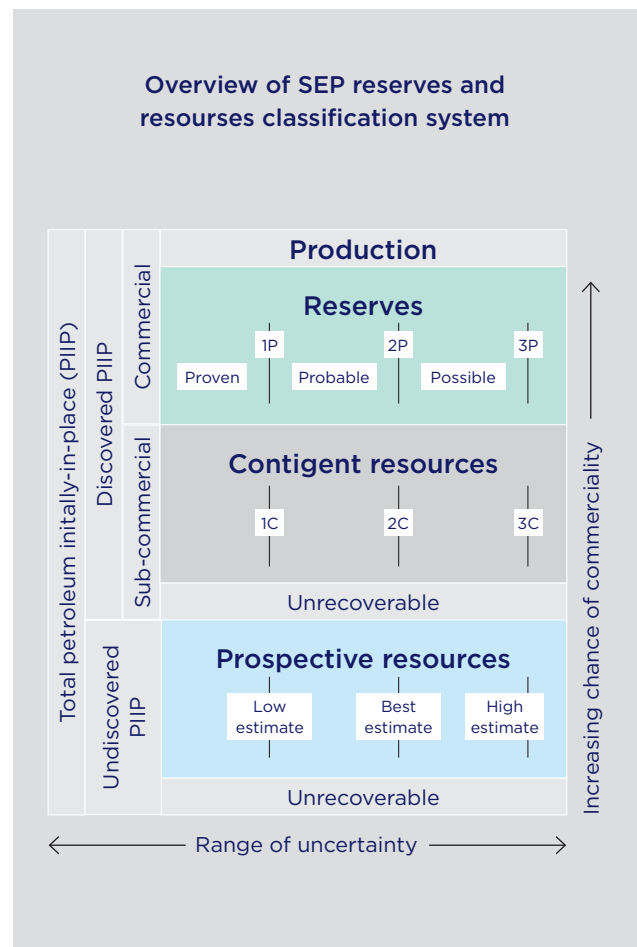 Overview of SEP reserves and
resourses classification system
Total petroleum initally-in-place (PIIP)
Discovered PIIP
Commercial
Production
Reserves
1P
2P
3P
Proven
Probable
Possible
Sub-commercial
Contigent resources
1C
2C
3C
Unrecoverable
Undiscovered
PIIP
Prospective resources
Low
estimate
Best
estimate
High
estimate
Unrecoverable
Range of uncertainty
Increasing chance of commerciality